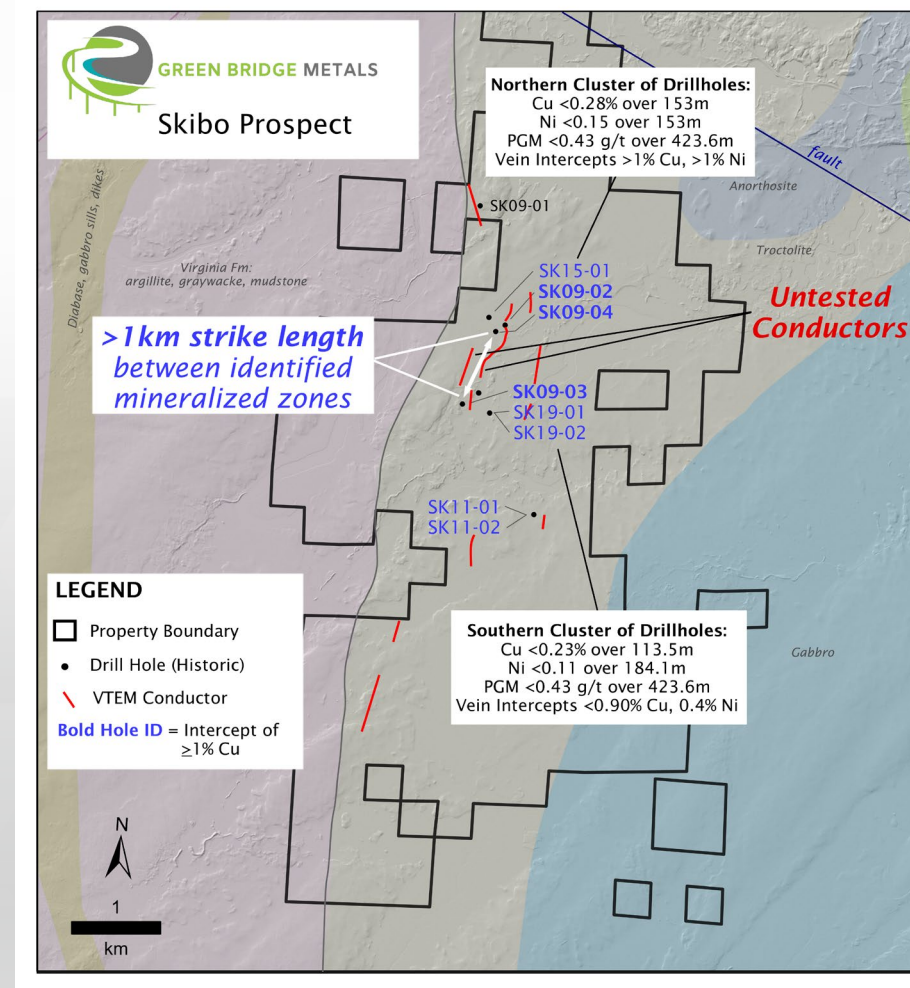 GREEN BRIDGE METALS
Skibo Prospect
Northern Cluster of Drillholes:
Cu <0.28% over 153m
Ni <0.15 over 153m
PGM <0.43 g/t over 423.6m
Vein Intercepts >1% Cu, >1% Ni
fault
Anorthosite
Troctolite
Diabase, gabbro sills, dikes
Virginia Fm:
argillite, graywacke, mudstone
SK09-01
SK15-01
SK09-02
SK09-04
Untested
Conductors
>1km strike length
between identified
mineralized zones
SK09-03
SK19-01
SK19-02
SK11-01
SK11-02
LEGEND
Property Boundary
Drill Hole (Historic)
VTEM Conductor
Bold Hole ID = Intercept of
≥1% Cu
Southern Cluster of Drillholes:
Cu <0.23% over 113.5m
Ni <0.11 over 184.1m
PGM <0.43 g/t over 423.6m
Vein Intercepts <0.90% Cu, 0.4% Ni
Gabbro
N
1
km